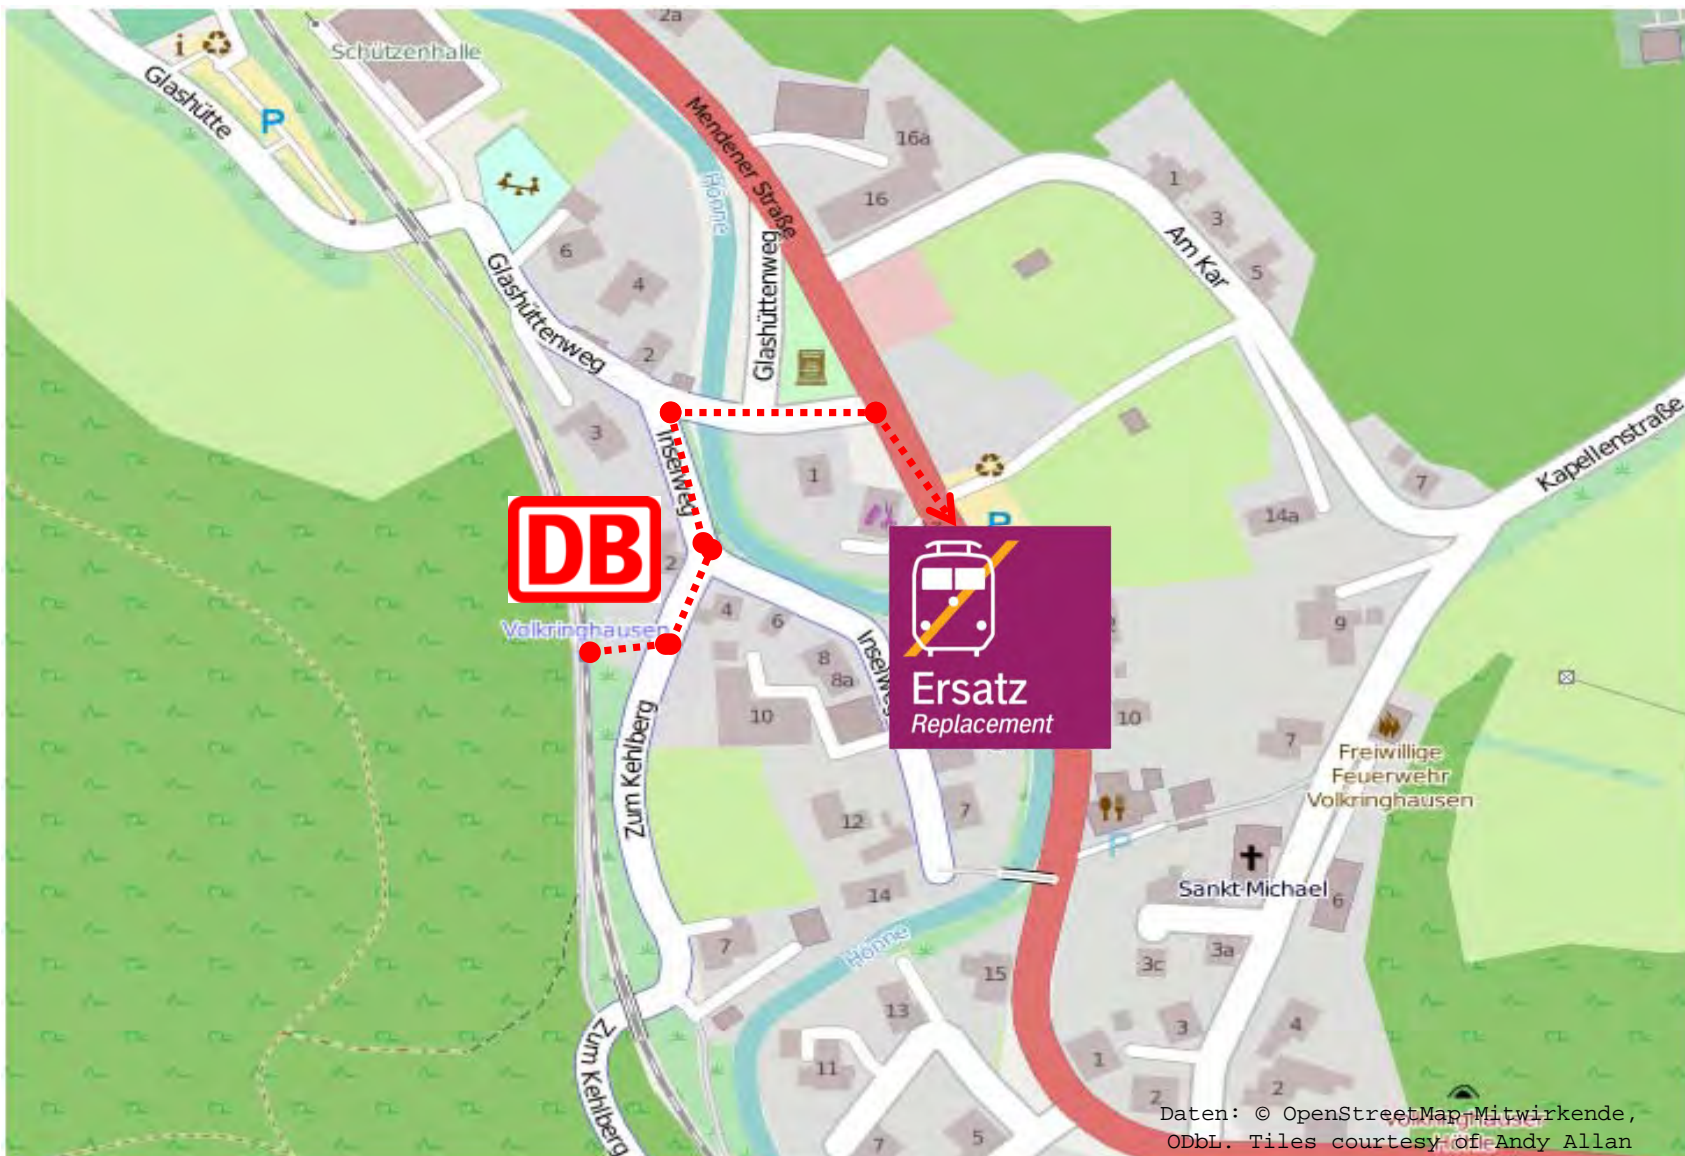 2a
i
Schützenhalle
Glashütte
P
Mendener Straße
16a
16
Hönne
1
3
5
Am Kar
6
4
2
Glashüttenweg
Glashüttenweg
3
Inselweg
1
7
Kapellenstraße
14a
P
DB
2
Volkringhausen
4
6
8
8a
10
Inselweg
Ersatz
Replacement
9
10
7
Zum Kehlberg
12
7
Freiwillige
Feuerwehr
Volkringhausen
P
Sankt Michael
6
14
7
Hönne
15
13
3c
3a
3
4
1
11
2
2
Zum Kehlberg
7
5
Daten: © OpenStreetMap-Mitwirkende,
ODbL. Tiles courtesy of Andy Allan